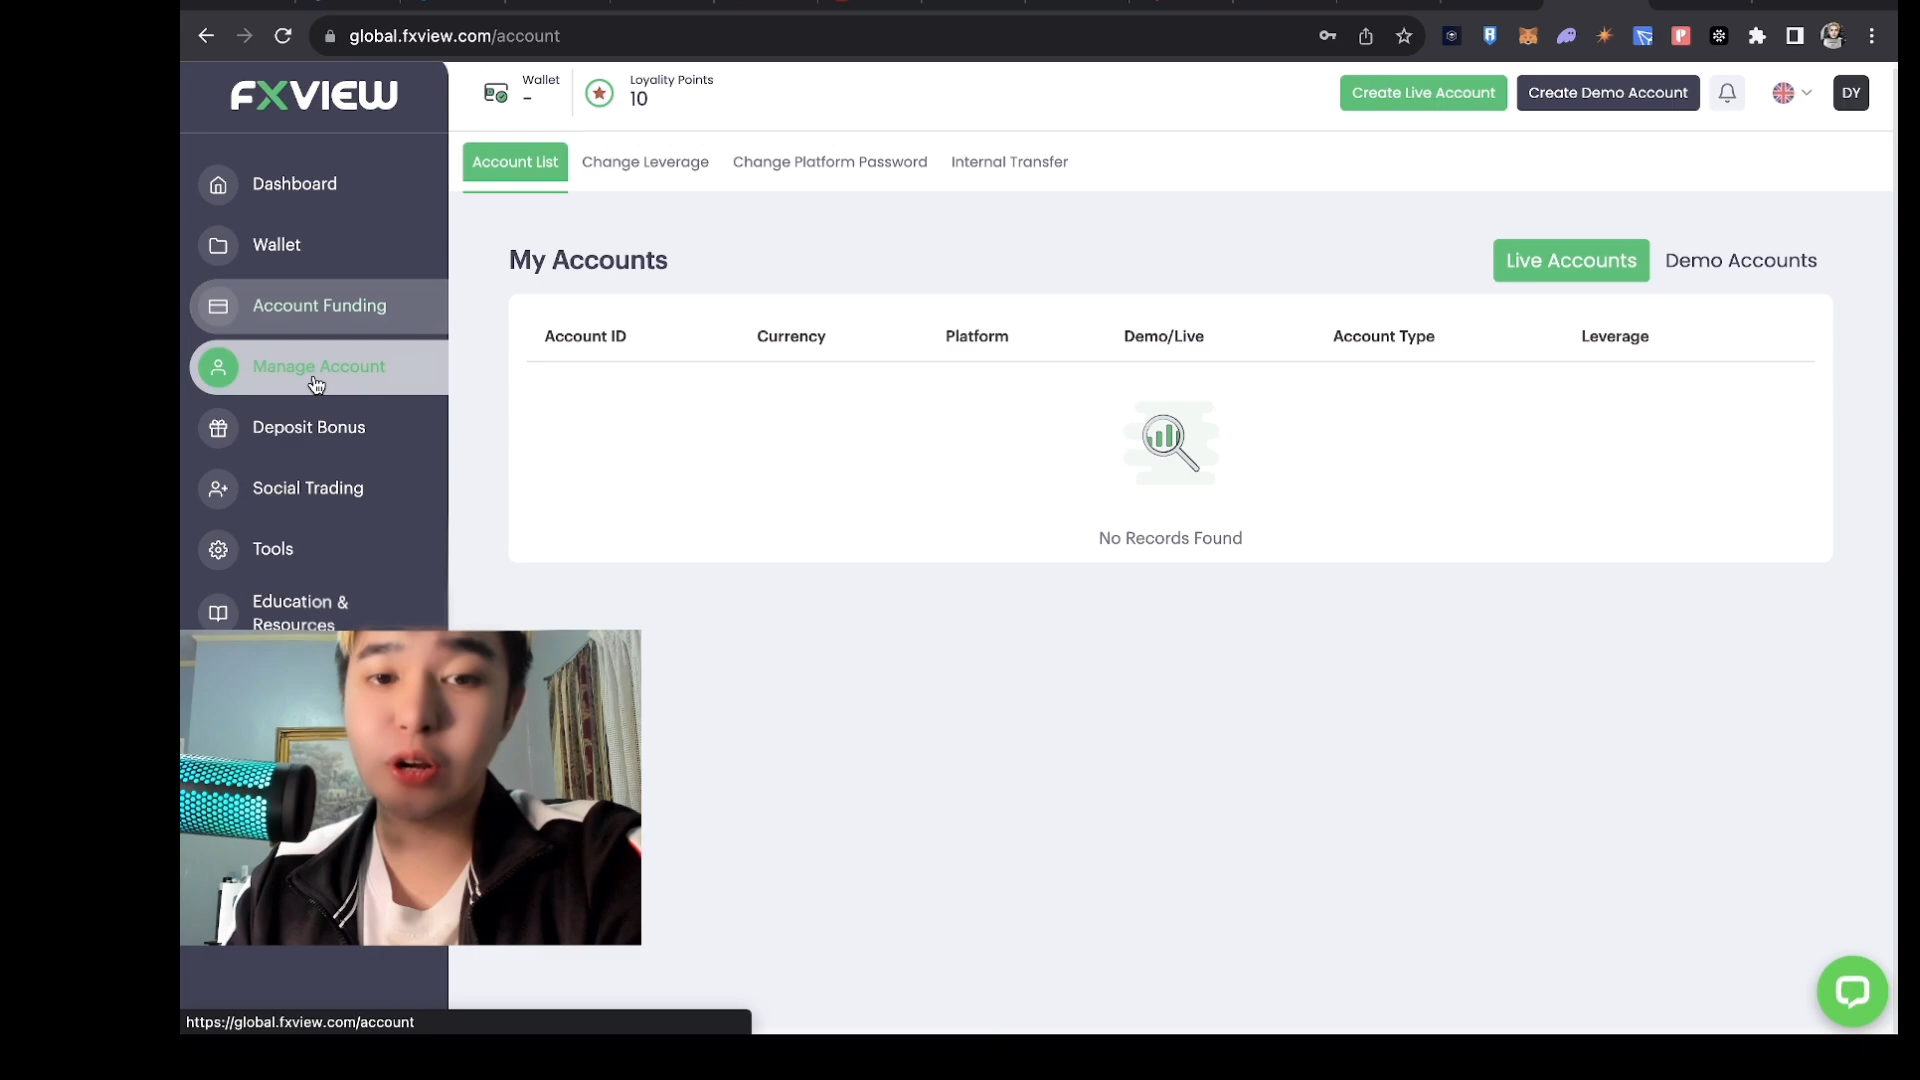 global.fxview.com/account
FXVIEW
Wallet
-
Loyality Points
10
Create Live Account
Create Demo Account
DY
Account List
Change Leverage
Change Platform Password
Internal Transfer
Dashboard
Wallet
Account Funding
Manage Account
Deposit Bonus
Social Trading
Tools
Education &
Resources
My Accounts
Live Accounts
Demo Accounts
Account ID
Currency
Platform
Demo/Live
Account Type
Leverage
No Records Found
https://global.fxview.com/account